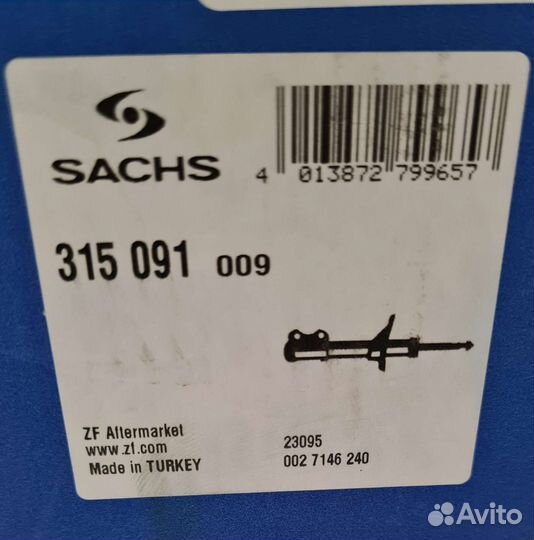 SACHS
4 013872 799657
315 091 009
ZF Aftermarket
www.zf.com
Made in TURKEY
23095
002 7146 240
Avito